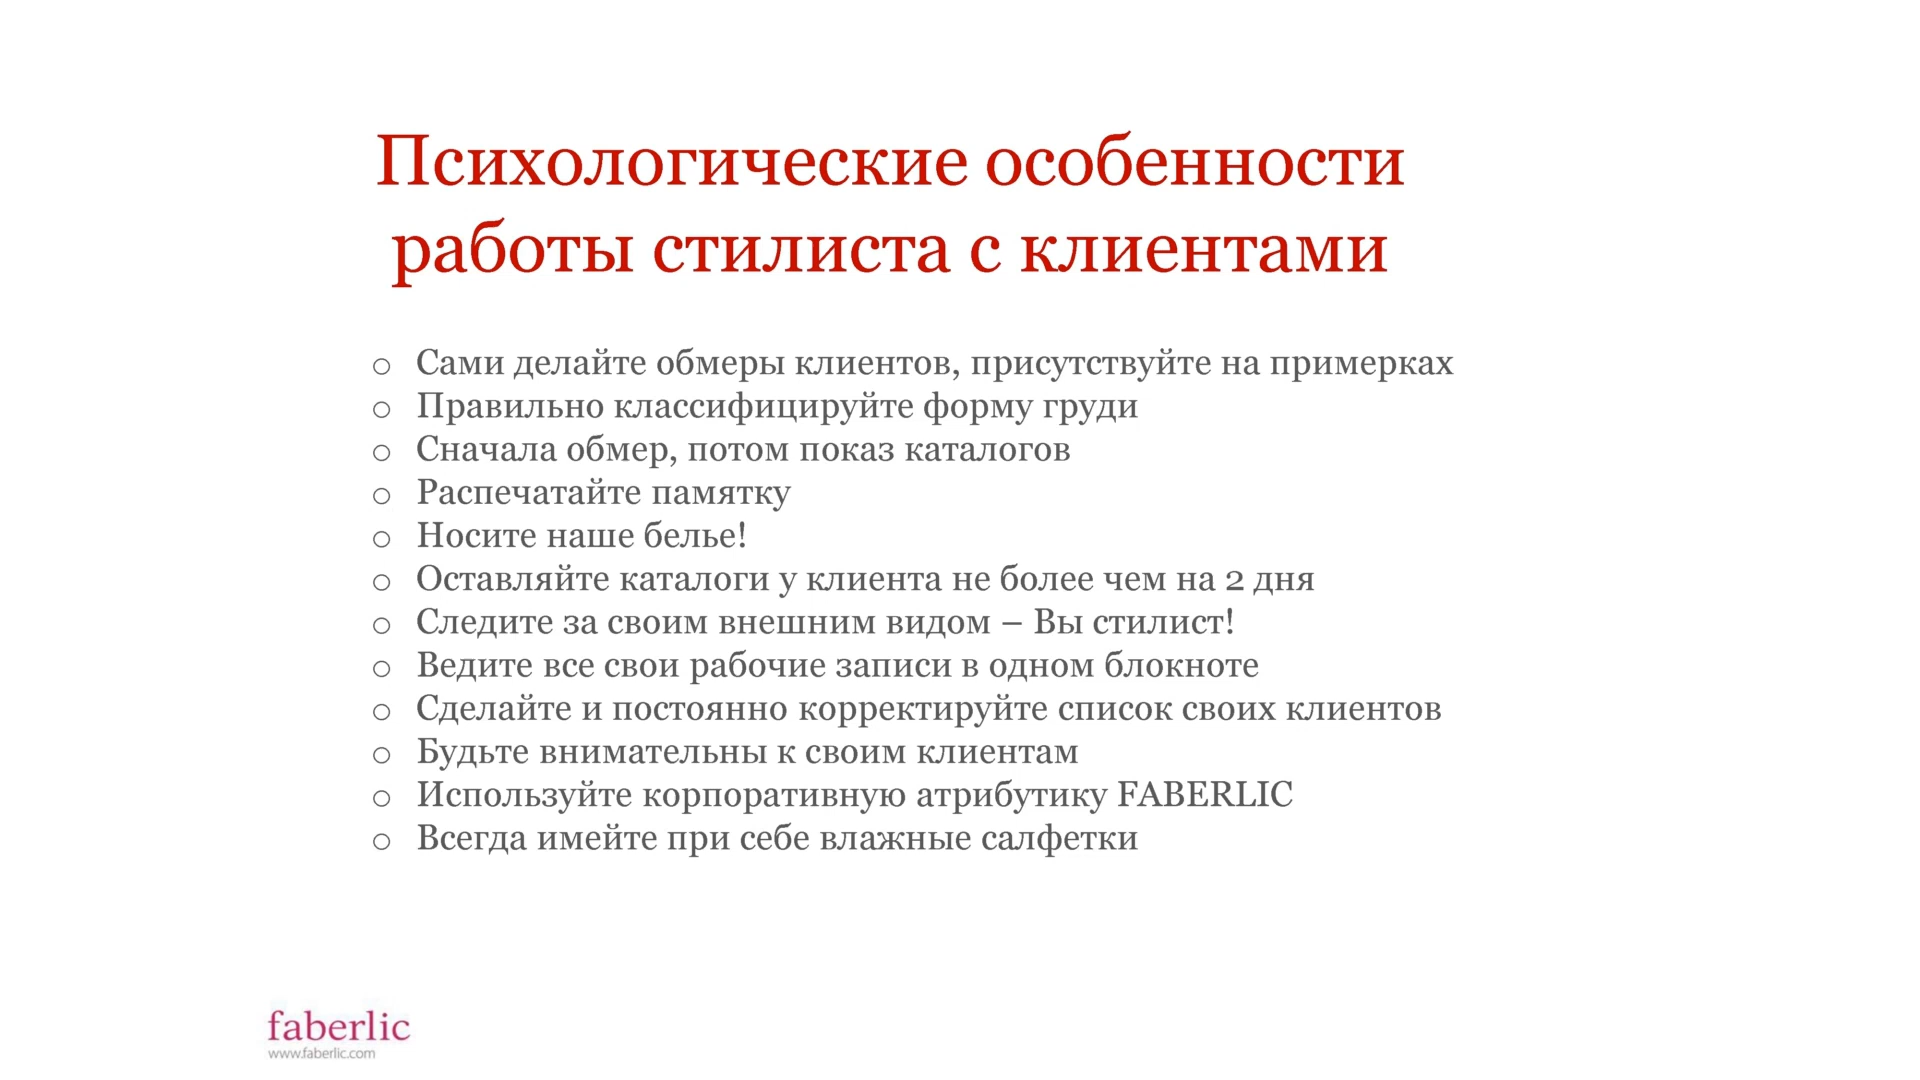 Психологические особенности
работы стилиста с клиентами
o Сами делайте обмеры клиентов, присутствуйте на примерках
o Правильно классифицируйте форму груди
o Сначала обмер, потом показ каталогов
o Распечатайте памятку
o Носите наше белье!
o Оставляйте каталоги у клиента не более чем на 2 дня
o Следите за своим внешним видом – Вы стилист!
o Ведите все свои рабочие записи в одном блокноте
o Сделайте и постоянно корректируйте список своих клиентов
o Будьте внимательны к своим клиентам
o Используйте корпоративную атрибутику FABERLIC
o Всегда имейте при себе влажные салфетки
faberlic
www.faberlic.com